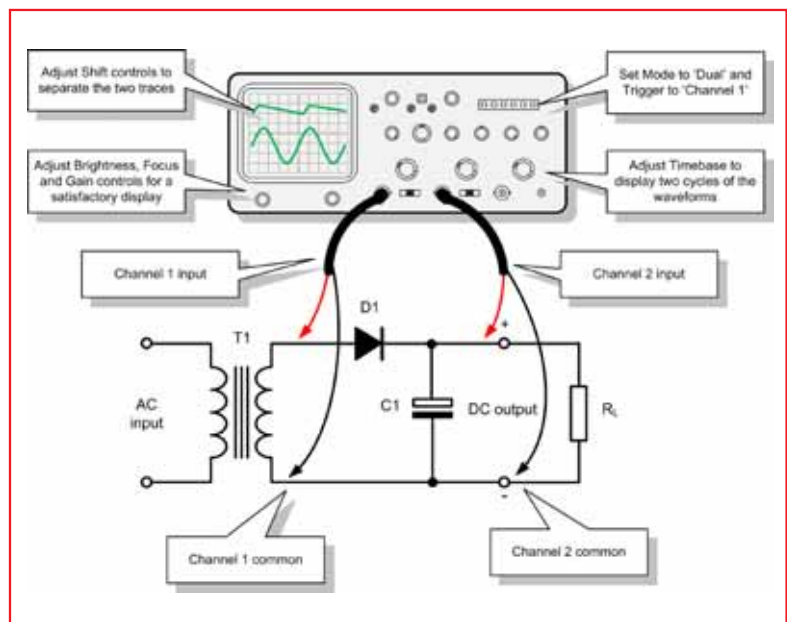 Adjust Shift controls to
separate the two traces
Set Mode to 'Dual' and
Trigger to 'Channel 1'
Adjust Brightness, Focus
and Gain controls for a
satisfactory display
Adjust Timebase to
display two cycles of the
waveforms
Channel 1 input
Channel 2 input
D1
T1
+
AC
input
C1
DC output
RL
-
Channel 1 common
Channel 2 common